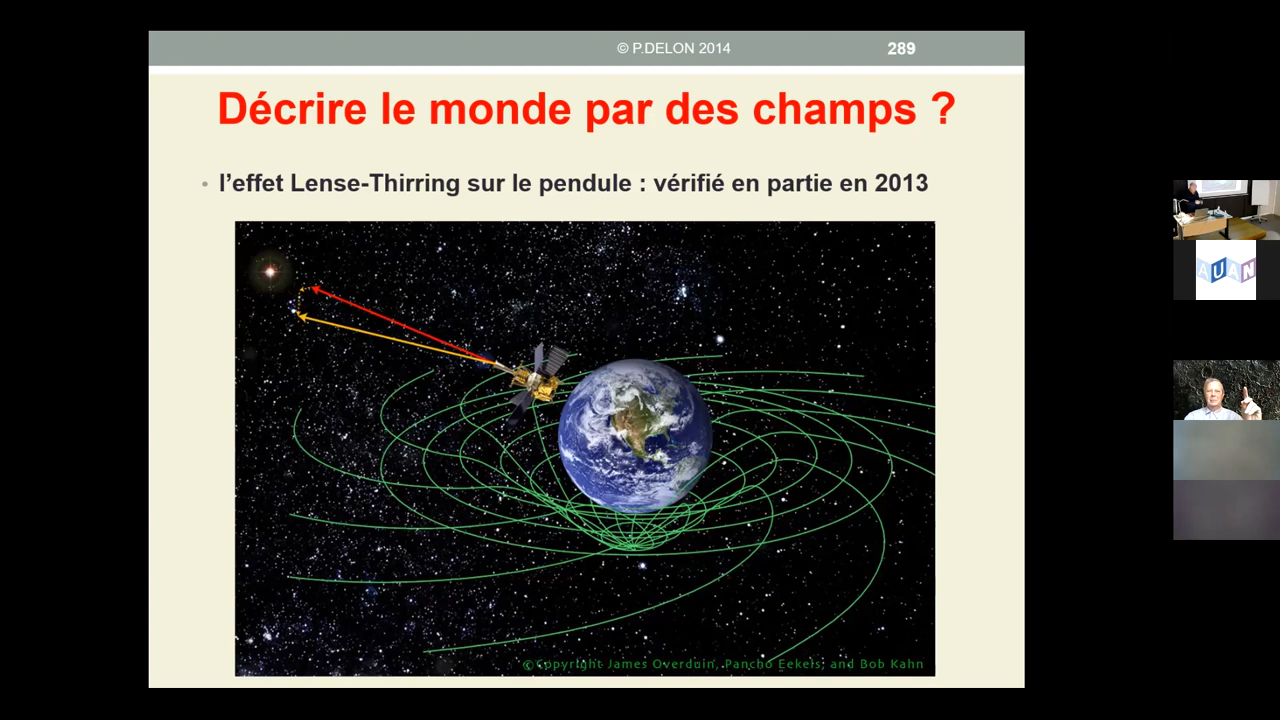 © P.DELON 2014
289
Décrire le monde par des champs ?
• l’effet Lense-Thirring sur le pendule : vérifié en partie en 2013
©Copyright James Overduin, Pancho Eekels, and Bob Kahn
AUAN